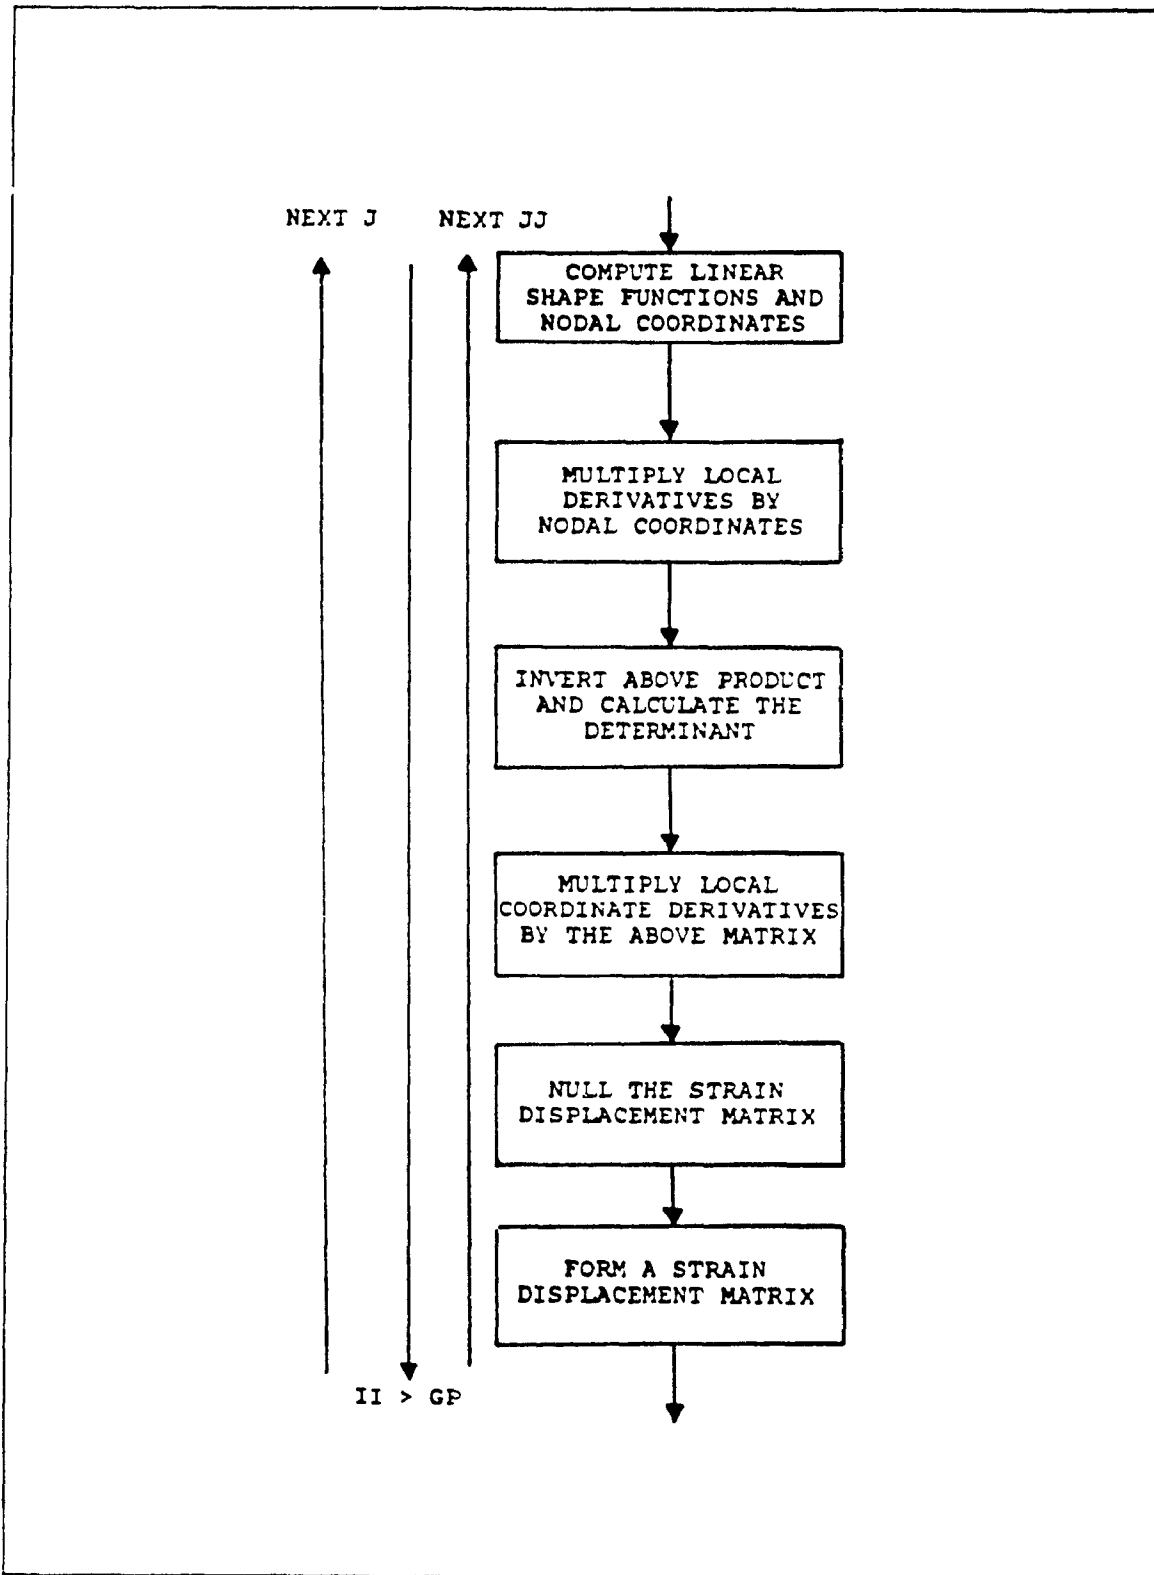 NEXT J NEXT JJ
COMPUTE LINEAR
SHAPE FUNCTIONS AND
NODAL COORDINATES
MULTIPLY LOCAL
DERIVATIVES BY
NODAL COORDINATES
INVERT ABOVE PRODUCT
AND CALCULATE THE
DETERMINANT
MULTIPLY LOCAL
COORDINATE DERIVATIVES
BY THE ABOVE MATRIX
NULL THE STRAIN
DISPLACEMENT MATRIX
FORM A STRAIN
DISPLACEMENT MATRIX
II > GP